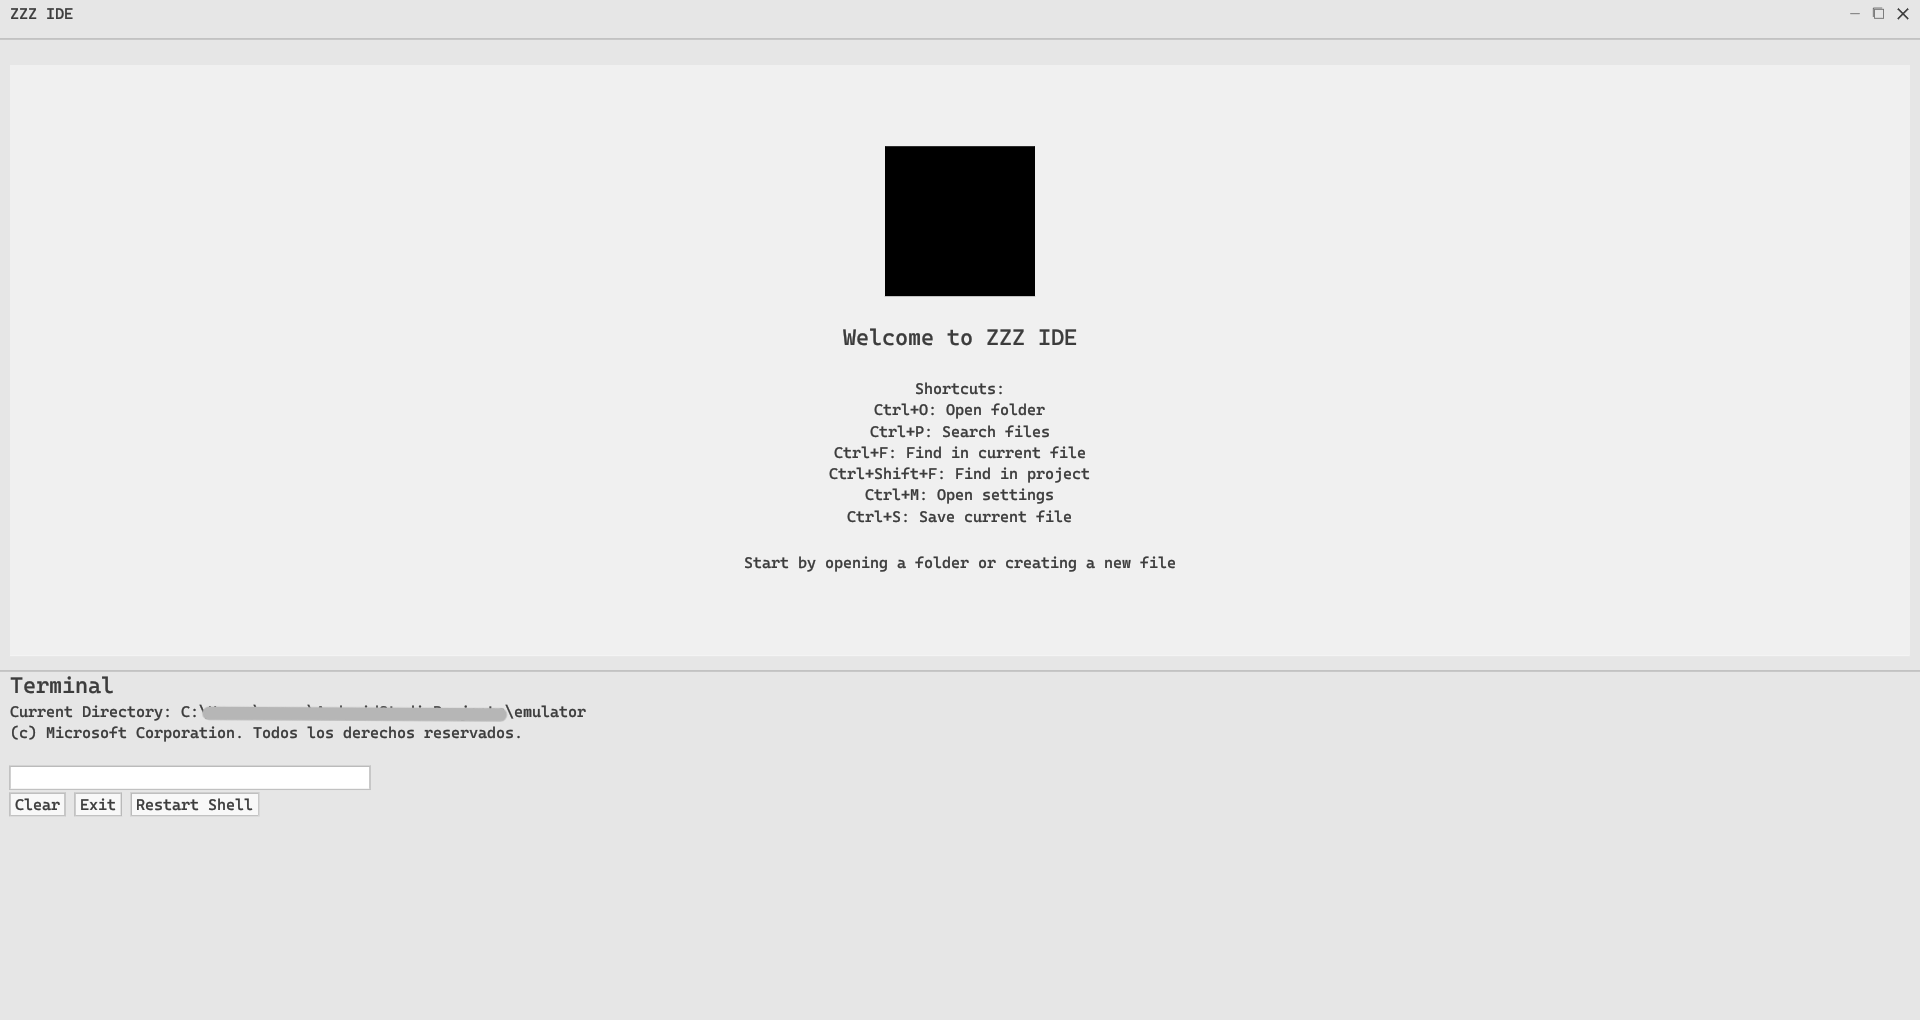 ZZZ IDE
Welcome to ZZZ IDE
Shortcuts:
Ctrl+O: Open folder
Ctrl+P: Search files
Ctrl+F: Find in current file
Ctrl+Shift+F: Find in project
Ctrl+M: Open settings
Ctrl+S: Save current file
Start by opening a folder or creating a new file
Terminal
Current Directory: C:\ \emulator
(c) Microsoft Corporation. Todos los derechos reservados.
Clear Exit Restart Shell